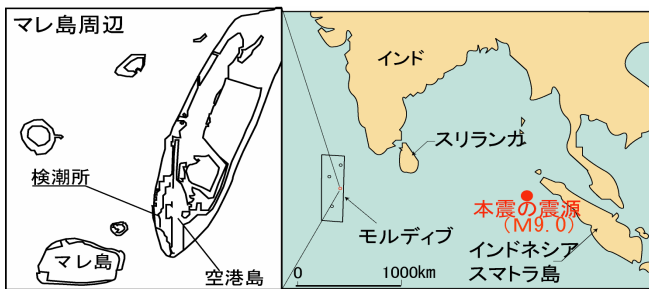 マレ島周辺
検潮所
マレ島
空港島
インド
スリランカ
モルディブ
本震の震源
（M9.0）
インドネシア
スマトラ島
0 1000km